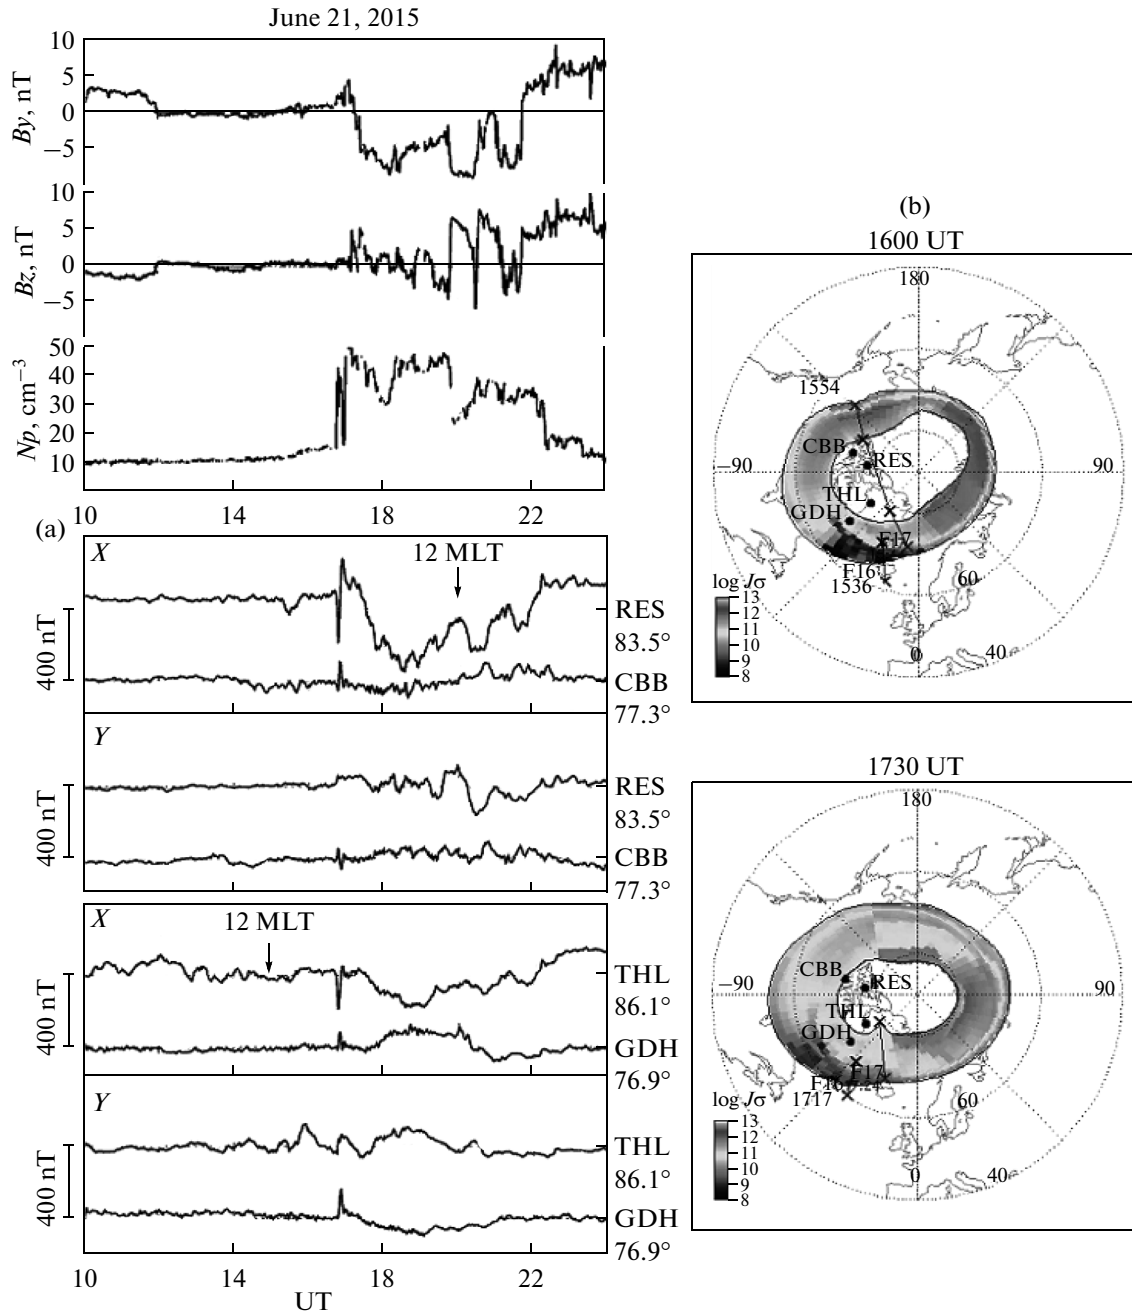 June 21, 2015
10
5
0
−5
By, nT
10
5
0
−5
Bz, nT
50
40
30
20
10
Np, cm−3
10 14 18 22
(a)
X
12 MLT
400 nT
RES
83.5°
CBB
77.3°
Y
400 nT
RES
83.5°
CBB
77.3°
X
12 MLT
400 nT
THL
86.1°
GDH
76.9°
Y
400 nT
THL
86.1°
GDH
76.9°
10 14 18 22
UT
(b)
1600 UT
180
1554
CBB
RES
−90
90
THL
GDH
F17
F16
1536
60
log Jσ
13
12
11
10
9
8
0
40
1730 UT
180
CBB
RES
−90
90
THL
GDH
F17
F16
1717
60
log Jσ
13
12
11
10
9
8
0
40